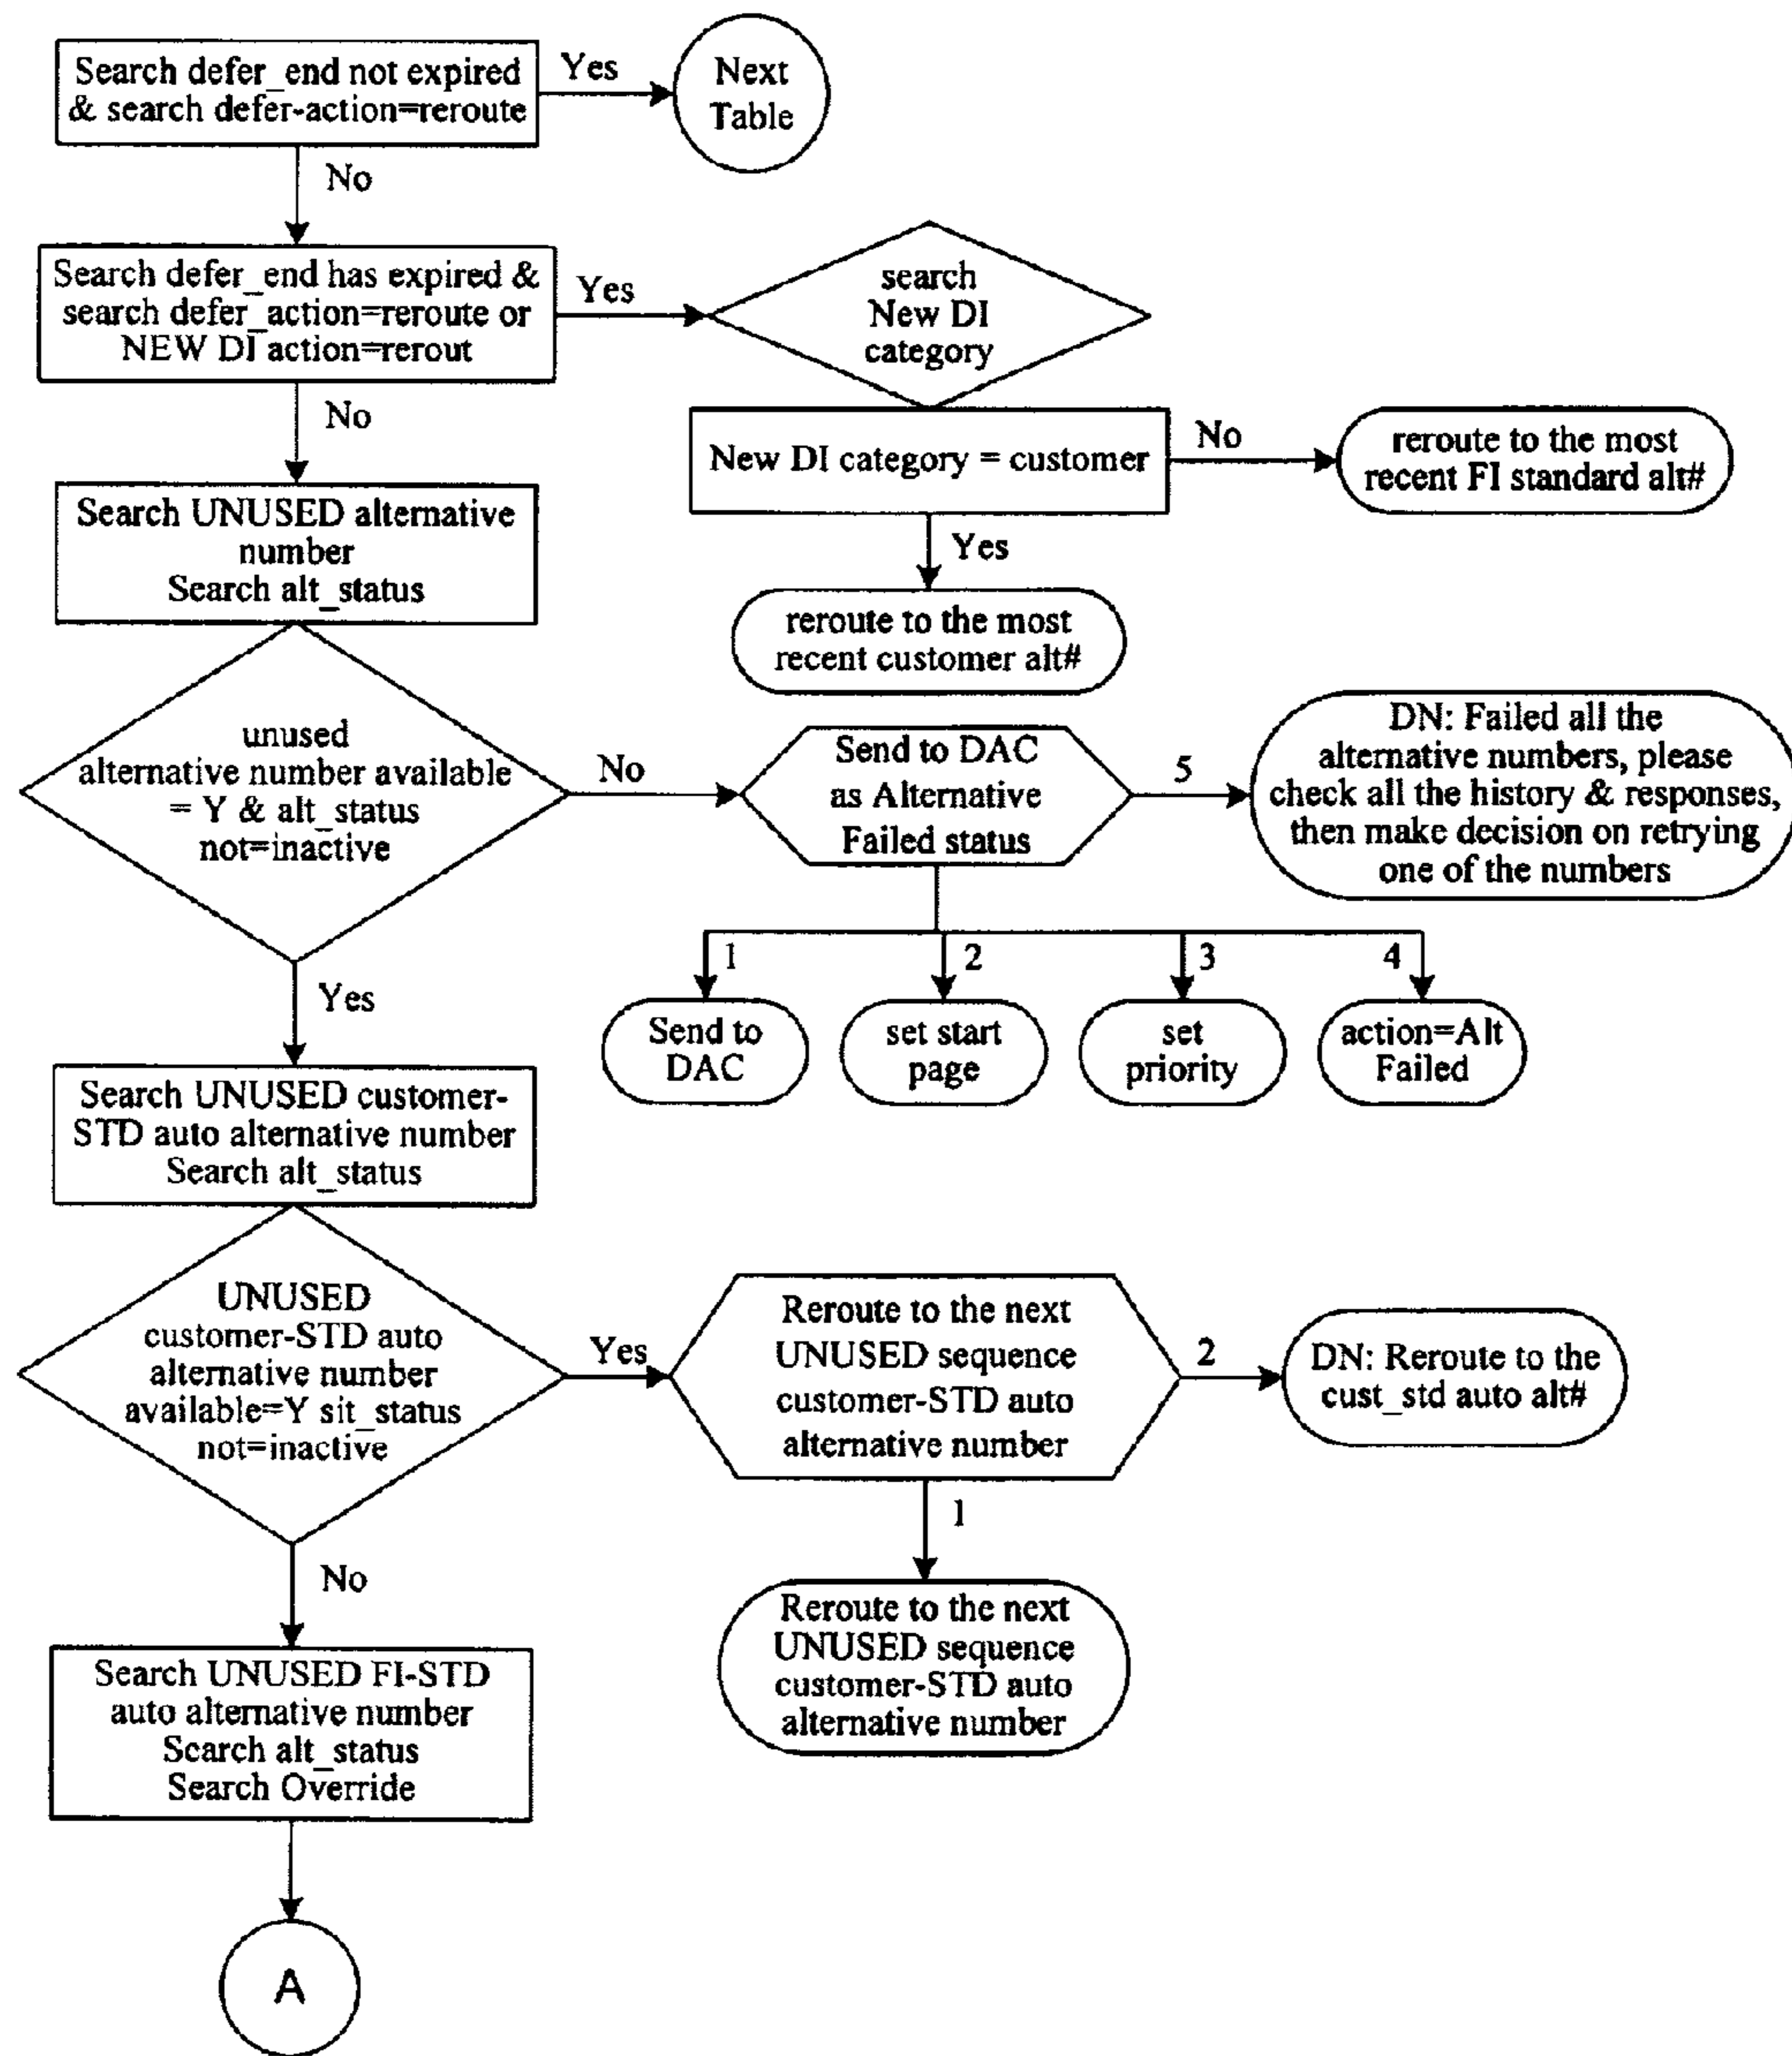 Search defer_end not expired
& search defer-action=reroute
Yes
Next
Table
No
Search defer_end has expired &
search defer_action=reroute or
NEW DI action=rerout
Yes
search
New DI
category
No
New DI category = customer
No
reroute to the most
recent FI standard alt#
Yes
reroute to the most
recent customer alt#
Search UNUSED alternative
number
Search alt_status
unused
alternative number available
= Y & alt_status
not=inactive
No
Send to DAC
as Alternative
Failed status
5
DN: Failed all the
alternative numbers, please
check all the history & responses,
then make decision on retrying
one of the numbers
1
2
3
4
Send to
DAC
set start
page
set
priority
action=Alt
Failed
Yes
Search UNUSED customer-
STD auto alternative number
Search alt_status
UNUSED
customer-STD auto
alternative number
available=Y sit_status
not=inactive
Yes
Reroute to the next
UNUSED sequence
customer-STD auto
alternative number
2
DN: Reroute to the
cust_std auto alt#
1
Reroute to the next
UNUSED sequence
customer-STD auto
alternative number
No
Search UNUSED FI-STD
auto alternative number
Search alt_status
Search Override
A